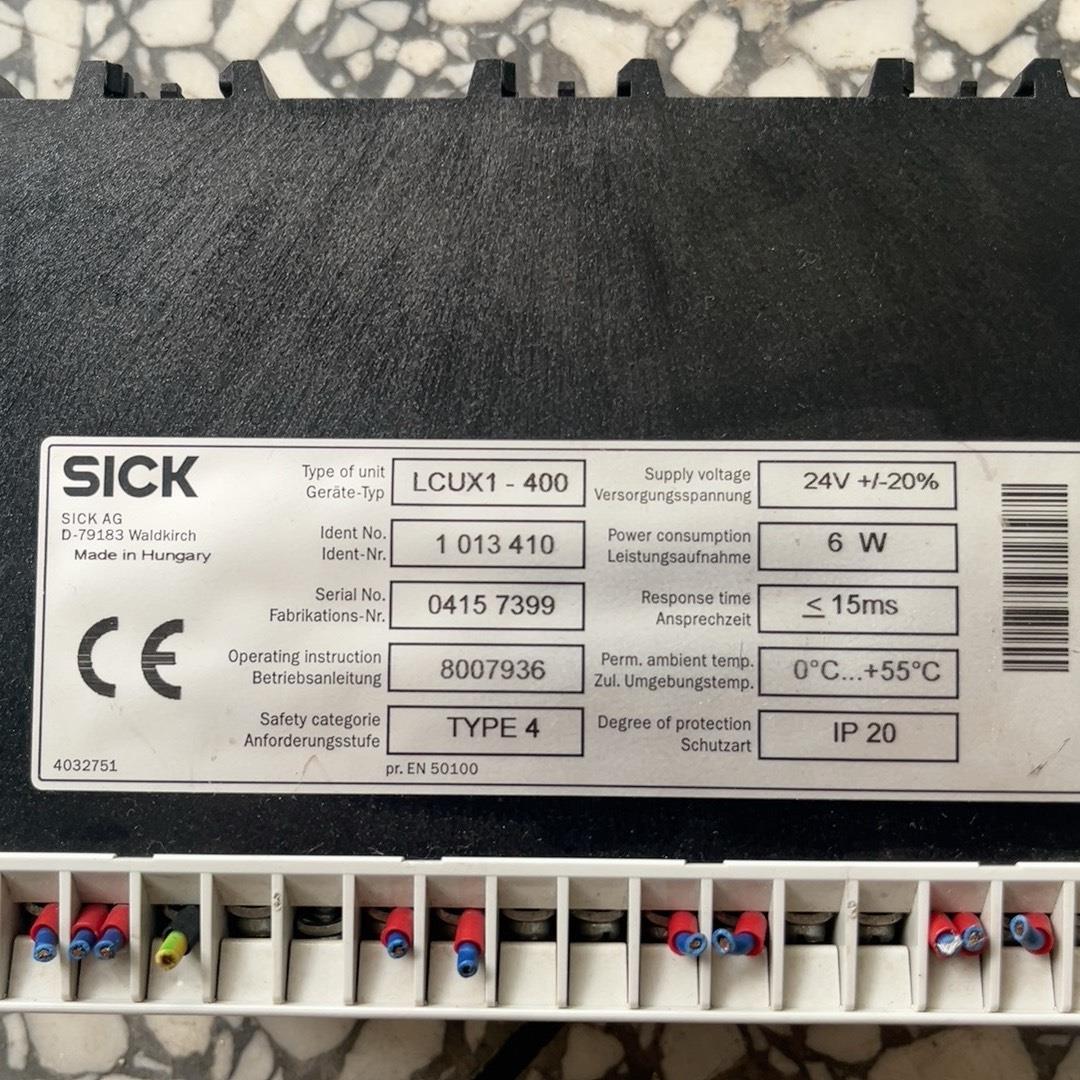 SICK
SICK AG
D-79183 Waldkirch
Made in Hungary
CE
4032751
Type of unit
Geräte-Typ
LCUX1 - 400
Ident No.
Ident-Nr.
1 013 410
Serial No.
Fabrikations-Nr.
0415 7399
Operating instruction
Betriebsanleitung
8007936
Safety categorie
Anforderungsstufe
TYPE 4
pr. EN 50100
Supply voltage
Versorgungsspannung
24V +/-20%
Power consumption
Leistungsaufnahme
6 W
Response time
Ansprechzeit
≤ 15ms
Perm. ambient temp.
Zul. Umgebungstemp.
0°C...+55°C
Degree of protection
Schutzart
IP 20